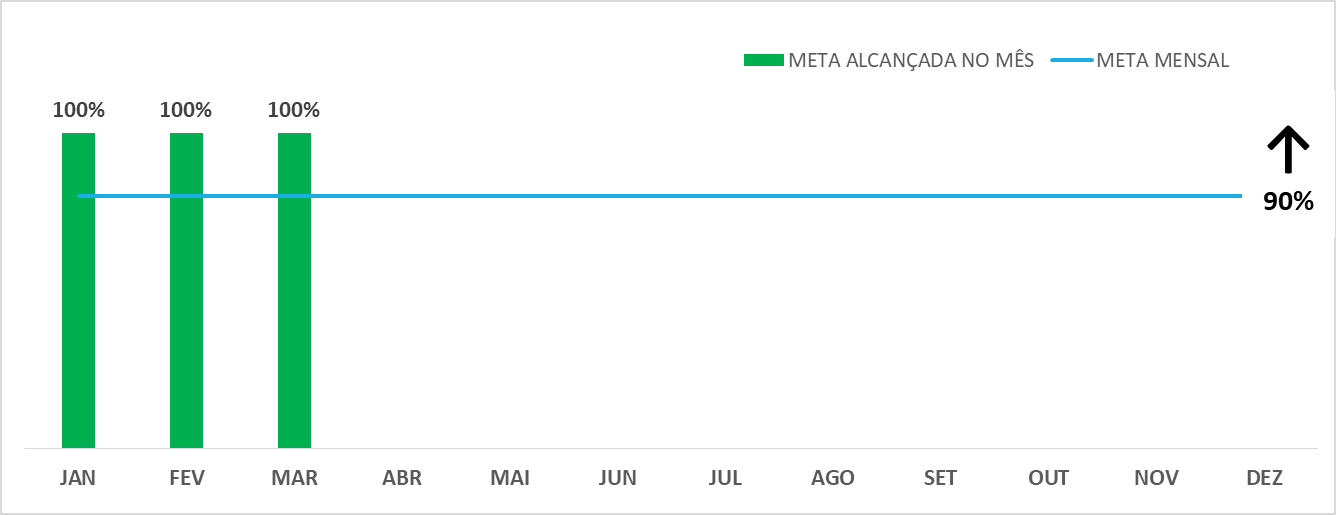 META ALCANÇADA NO MÊS META MENSAL
100% 100% 100%
90%
JAN FEV MAR ABR MAI JUN JUL AGO SET OUT NOV DEZ